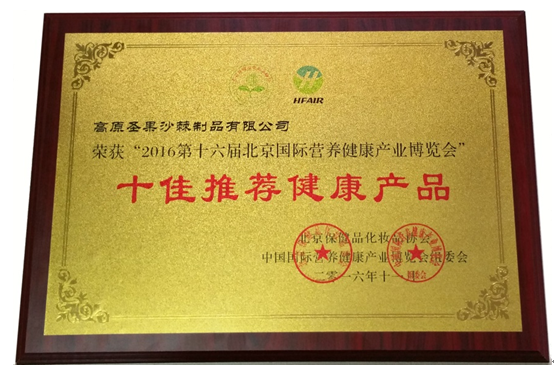 HFAIR
高原圣果沙棘制品有限公司
荣获“2016第十六届北京国际营养健康产业博览会”
十佳推荐健康产品
北京保健品化妆品协会
中国国际营养健康产业博览会组委会
二零一六年十一月